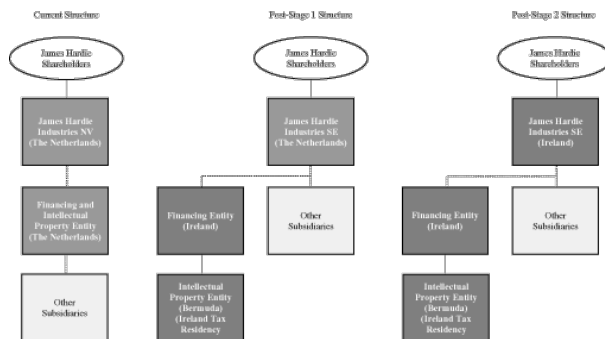 Current Structure
Post-Stage 1 Structure
Post-Stage 2 Structure
James Hardie
Shareholders
James Hardie
Shareholders
James Hardie
Shareholders
James Hardie
Industries NV
(The Netherlands)
James Hardie
Industries SE
(The Netherlands)
James Hardie
Industries SE
(Ireland)
Financing and
Intellectual
Property Entity
(The Netherlands)
Financing Entity
(Ireland)
Other
Subsidiaries
Financing Entity
(Ireland)
Other
Subsidiaries
Other
Subsidiaries
Intellectual
Property Entity
(Bermuda)
(Ireland Tax
Residency
Intellectual
Property Entity
(Bermuda)
(Ireland Tax
Residency